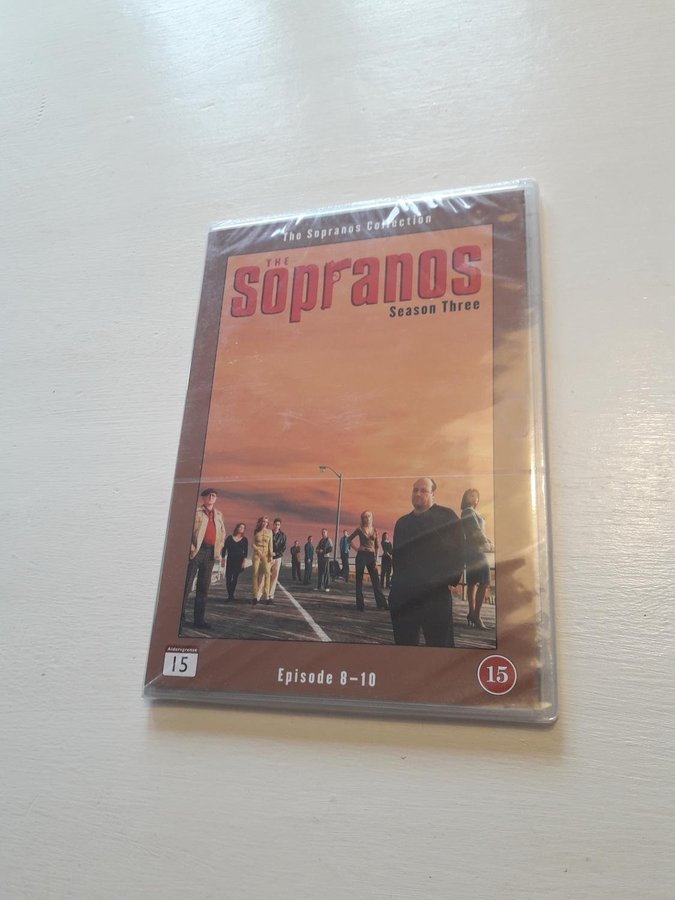 The Sopranos Collection
THE
Sopranos
Season Three
Aldersgrense
15
Episode 8-10
15